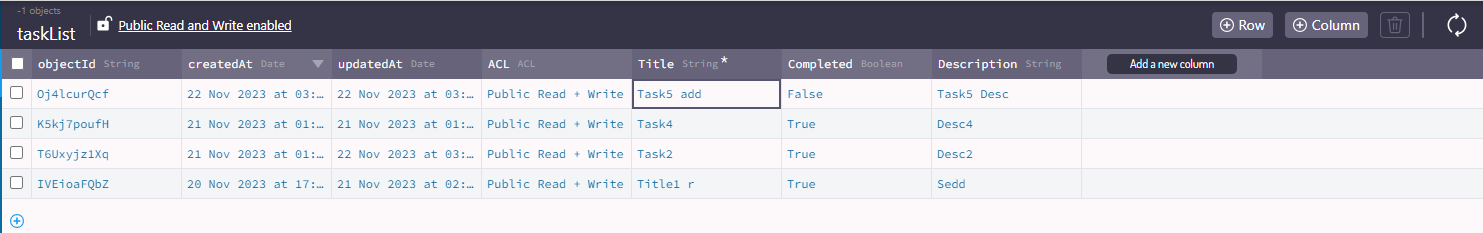 -1 objects
taskList Public Read and Write enabled Row Column
objectId String createdAt Date updatedAt Date ACL ACL Title String* Completed Boolean Description String Add a new column
Oj4lcurQcf 22 Nov 2023 at 03:... 22 Nov 2023 at 03:... Public Read + Write Task5 add False Task5 Desc
K5kj7poufH 21 Nov 2023 at 01:... 21 Nov 2023 at 01:... Public Read + Write Task4 True Desc4
T6Uxyjz1Xq 21 Nov 2023 at 01:... 22 Nov 2023 at 03:... Public Read + Write Task2 True Desc2
IVEioaFQbZ 20 Nov 2023 at 17:... 21 Nov 2023 at 02:... Public Read + Write Title1 r True Sedd